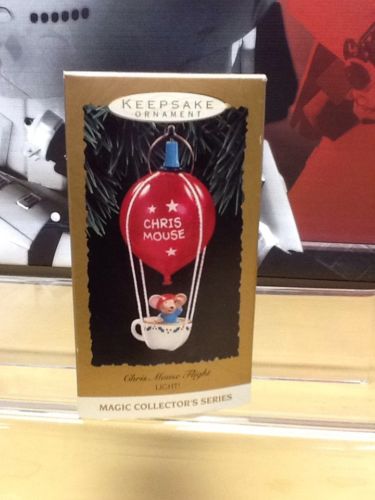 KEEPSAKE
ORNAMENT
CHRIS
MOUSE
Chris Mouse Flight
LIGHT!
MAGIC COLLECTOR'S SERIES